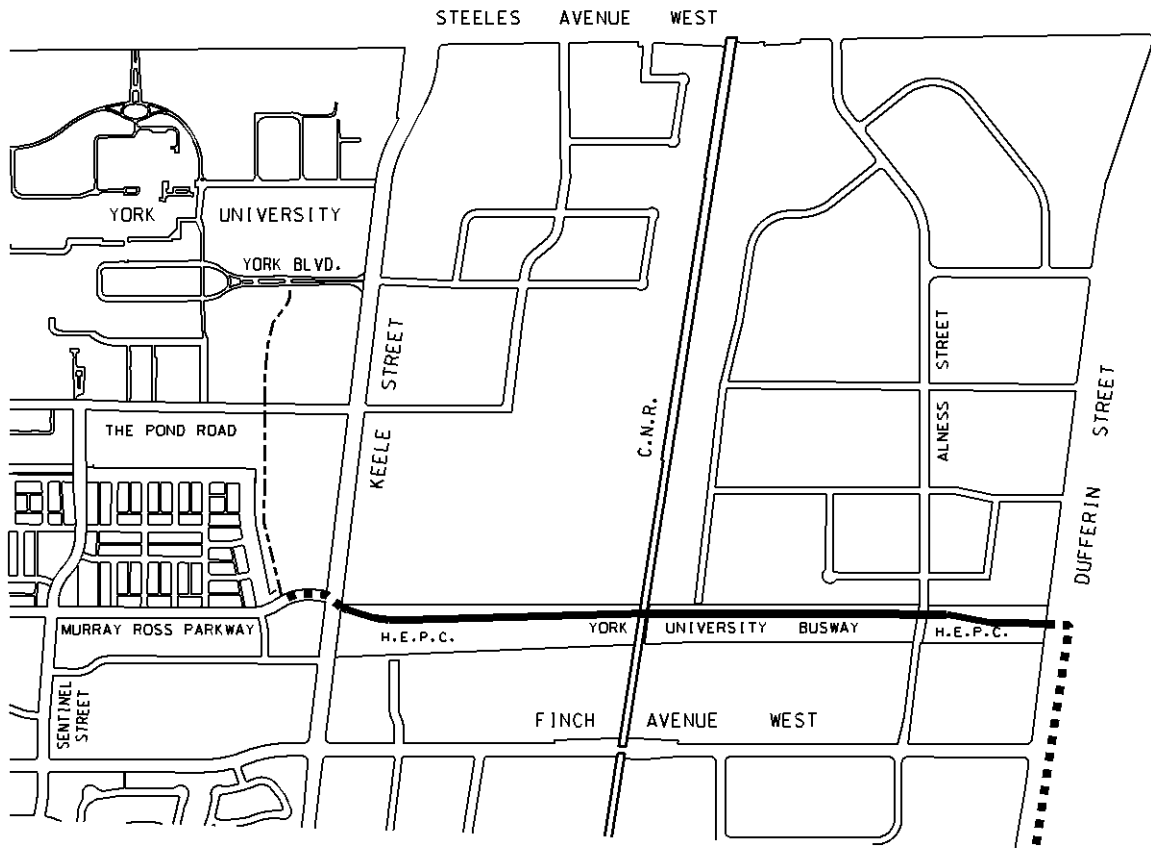 STEELES AVENUE WEST
YORK UNIVERSITY
YORK BLVD.
KEELE STREET
C.N.R.
ALNESS STREET
DUFFERIN STREET
THE POND ROAD
MURRAY ROSS PARKWAY
H.E.P.C.
YORK UNIVERSITY BUSWAY
H.E.P.C.
SENTINEL
STREET
FINCH AVENUE WEST